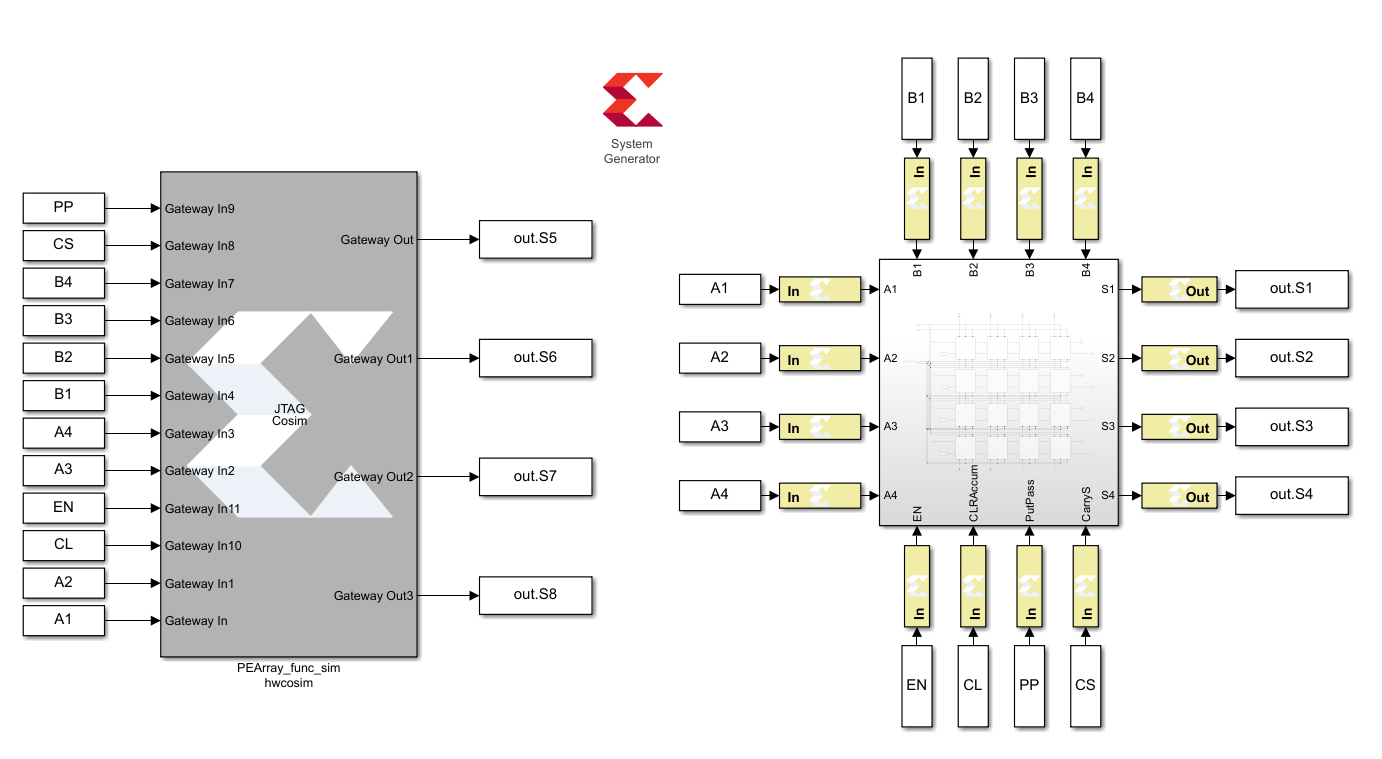 System
Generator
PP
Gateway In9
CS
Gateway In8
B4
Gateway In7
B3
Gateway In6
B2
Gateway In5
B1
Gateway In4
A4
Gateway In3
A3
Gateway In2
EN
Gateway In11
CL
Gateway In10
A2
Gateway In1
A1
Gateway In
JTAG
Cosim
Gateway Out
out.S5
Gateway Out1
out.S6
Gateway Out2
out.S7
Gateway Out3
out.S8
PEArray_func_sim
hwcosim
B1
B2
B3
B4
In
In
In
In
B1
B2
B3
B4
A1
In
A1
S1
Out
out.S1
A2
In
A2
S2
Out
out.S2
A3
In
A3
S3
Out
out.S3
A4
In
A4
S4
Out
out.S4
EN
CLRAccum
PutPass
CarryS
In
In
In
In
EN
CL
PP
CS